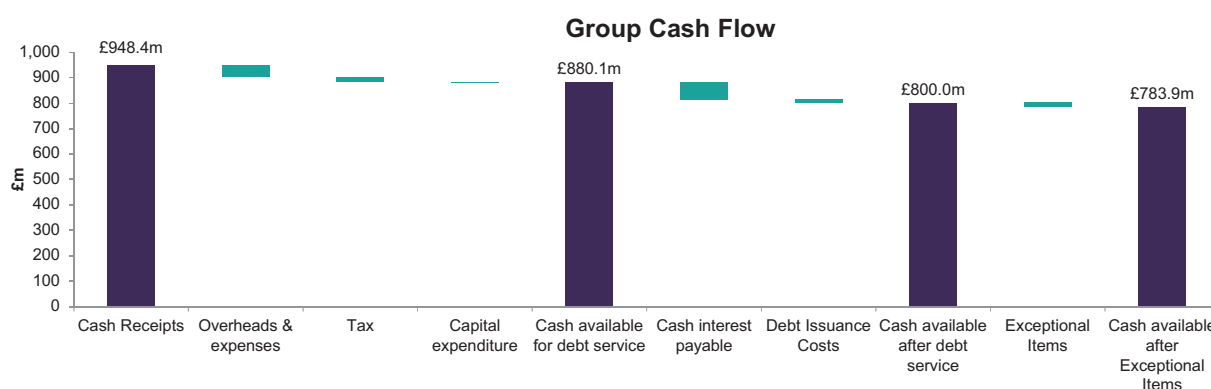 Group Cash Flow
£m
1,000
900
800
700
600
500
400
300
200
100
0
£948.4m
£880.1m
£800.0m
£783.9m
Cash Receipts
Overheads &
expenses
Tax
Capital
expenditure
Cash available
for debt service
Cash interest
payable
Debt Issuance
Costs
Cash available
after debt
service
Exceptional
Items
Cash available
after
Exceptional
Items